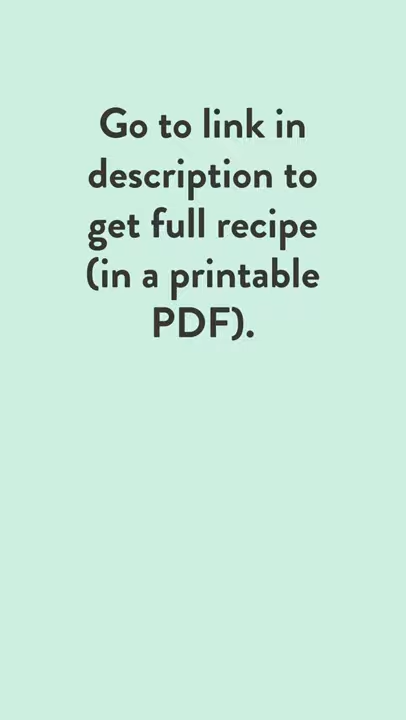 Go to link in
description to
get full recipe
(in a printable
PDF).